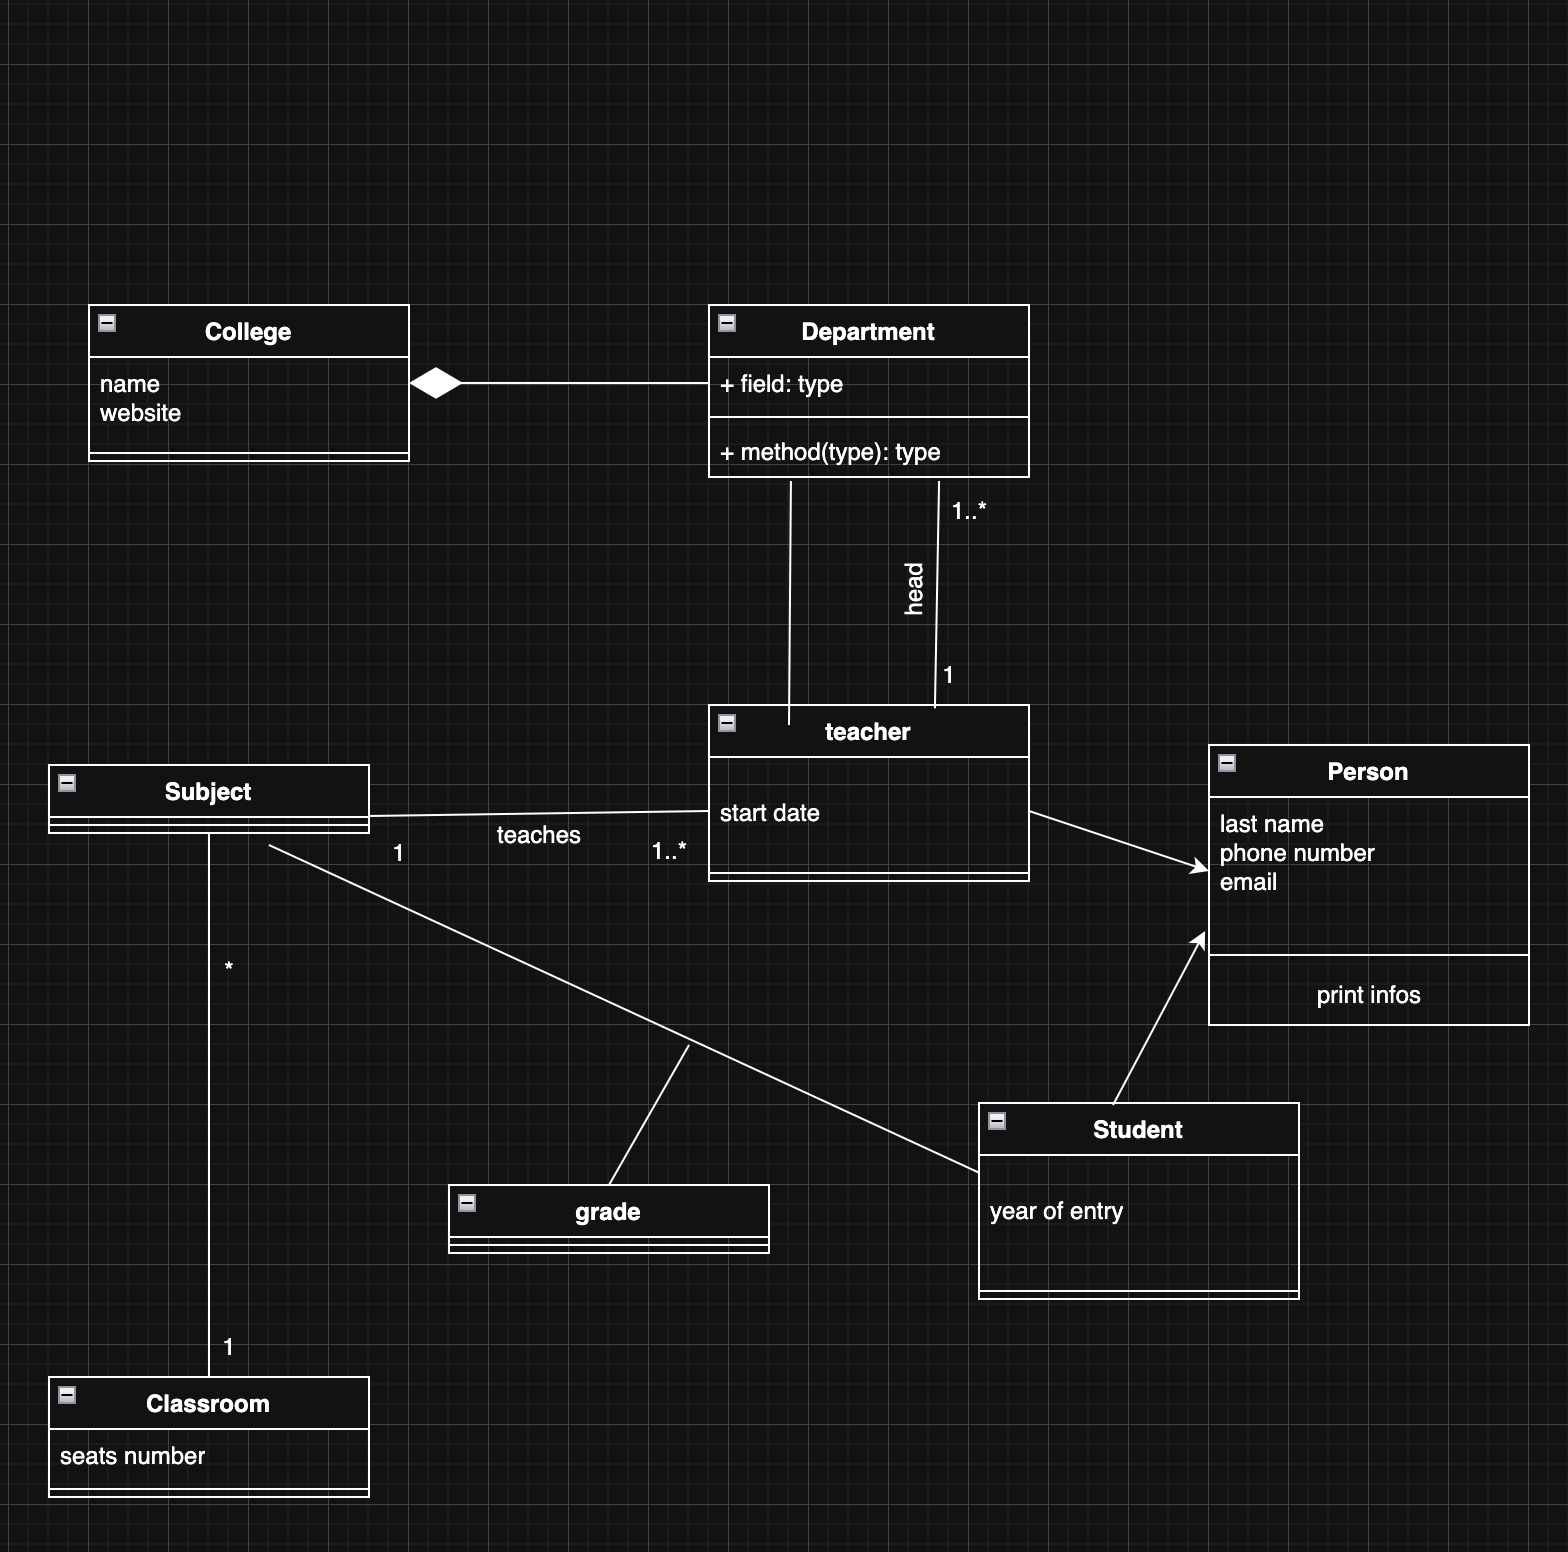 College
name
website
Department
+ field: type
+ method(type): type
1..*
head
1
teacher
start date
Subject
teaches
1
1..*
Person
last name
phone number
email
print infos
*
Student
year of entry
grade
1
Classroom
seats number